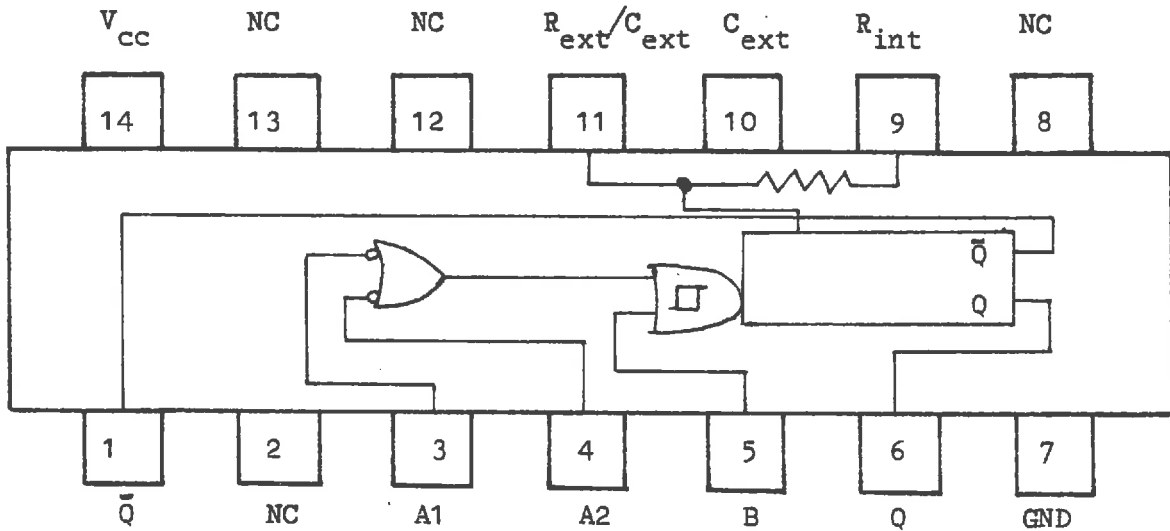 Vcc NC NC Rext/Cext Cext Rint NC
14 13 12 11 10 9 8
Q̄
Q
1 2 3 4 5 6 7
Q̄ NC A1 A2 B Q GND